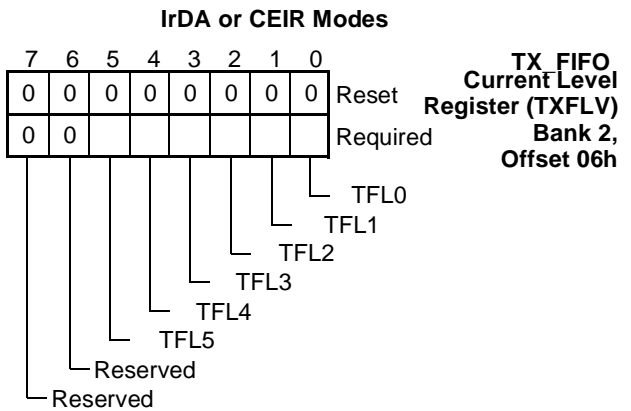 IrDA or CEIR Modes
7 6 5 4 3 2 1 0
TX_FIFO
Current Level
Register (TXFLV)
Bank 2,
Offset 06h
0 0 0 0 0 0 0 0 Reset
0 0 Required
TFL0
TFL1
TFL2
TFL3
TFL4
TFL5
Reserved
Reserved